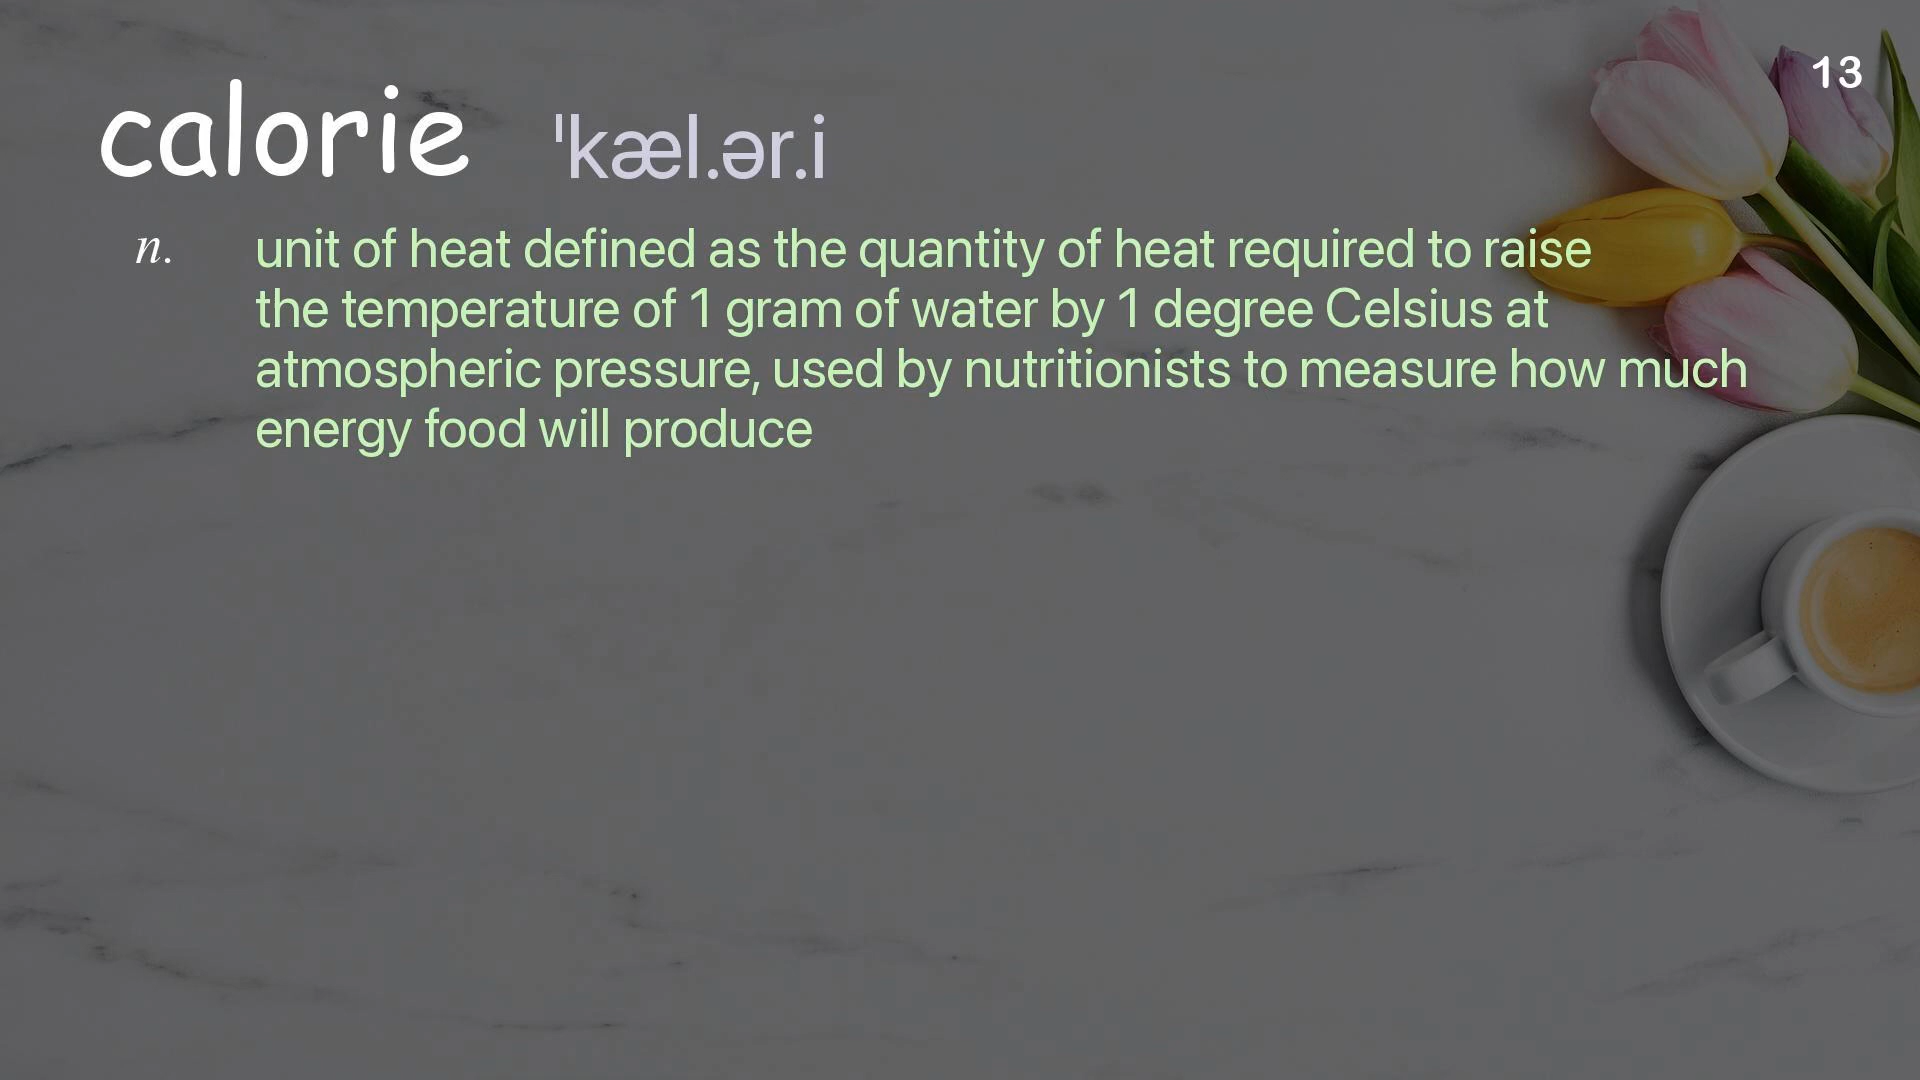 13
calorie ˈkæl.ər.i
n. unit of heat defined as the quantity of heat required to raise
the temperature of 1 gram of water by 1 degree Celsius at
atmospheric pressure, used by nutritionists to measure how much
energy food will produce